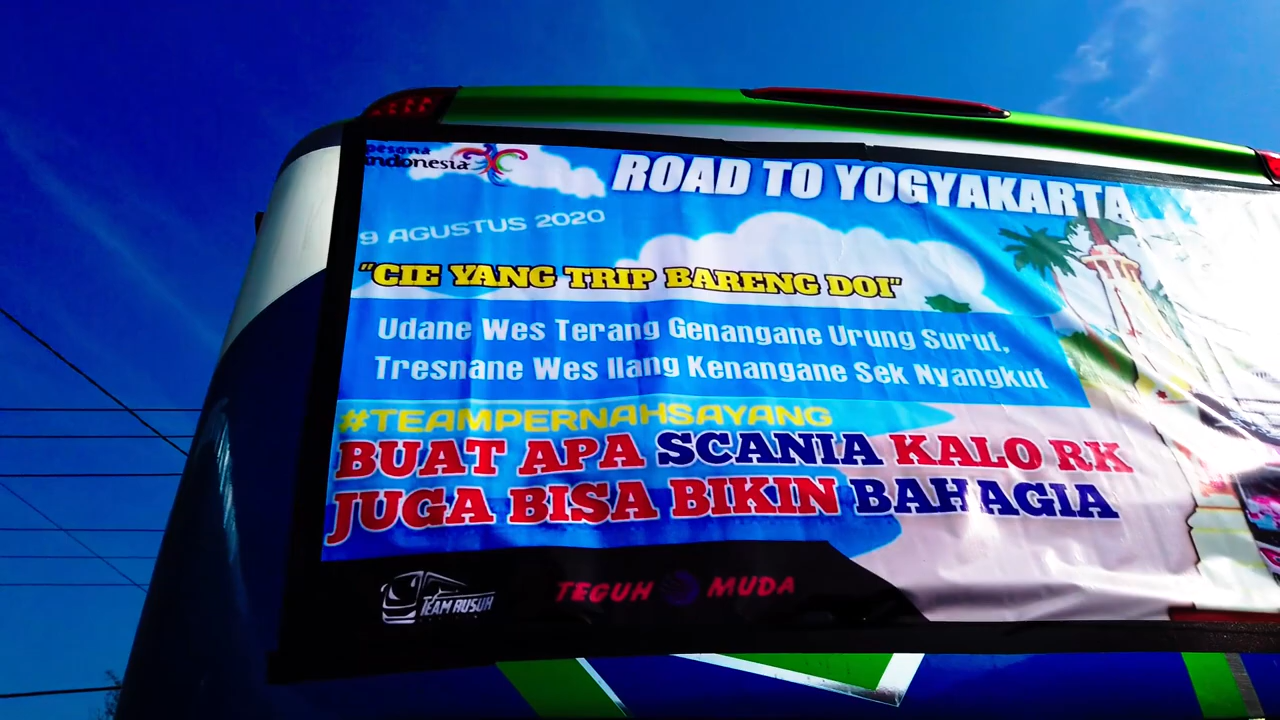 pesona
indonesia
ROAD TO YOGYAKARTA
9 AGUSTUS 2020
"CIE YANG TRIP BARENG DOI"
Udane Wes Terang Genangane Urung Surut,
Tresnane Wes Ilang Kenangane Sek Nyangkut
#TEAMPERNAHSAYANG
BUAT APA SCANIA KALO RK
JUGA BISA BIKIN BAHAGIA
TEAM RUSUH
TEGUH MUDA